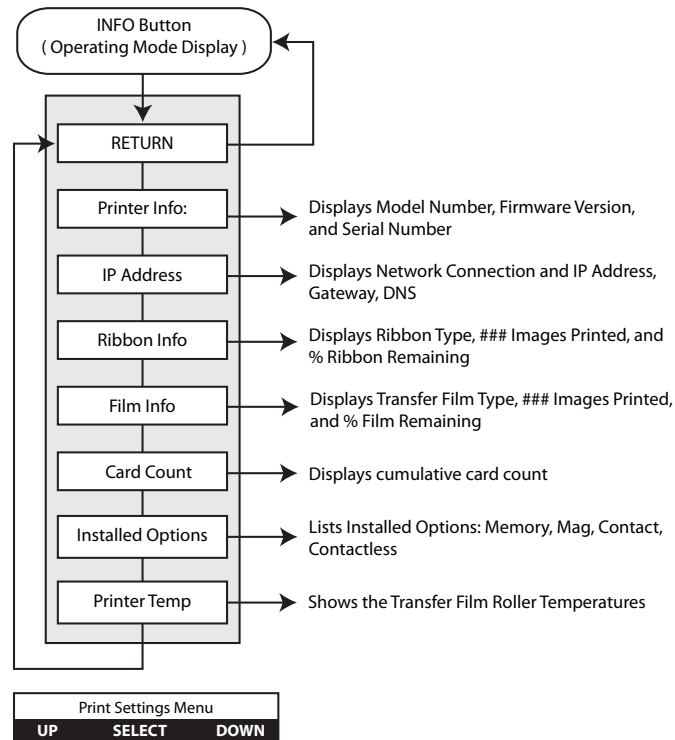 INFO Button
( Operating Mode Display )
RETURN
Printer Info:
Displays Model Number, Firmware Version,
and Serial Number
IP Address
Displays Network Connection and IP Address,
Gateway, DNS
Ribbon Info
Displays Ribbon Type, ### Images Printed, and
% Ribbon Remaining
Film Info
Displays Transfer Film Type, ### Images Printed,
and % Film Remaining
Card Count
Displays cumulative card count
Installed Options
Lists Installed Options: Memory, Mag, Contact,
Contactless
Printer Temp
Shows the Transfer Film Roller Temperatures
Print Settings Menu
UP SELECT DOWN